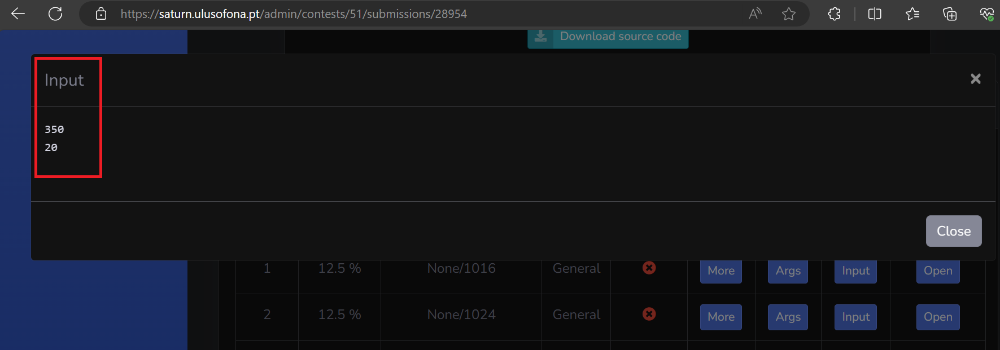 https://saturn.ulusofona.pt/admin/contests/51/submissions/28954
Download source code
Input
350
20
Close
1 12.5 % None/1016 General More Args Input Open
2 12.5 % None/1024 General More Args Input Open